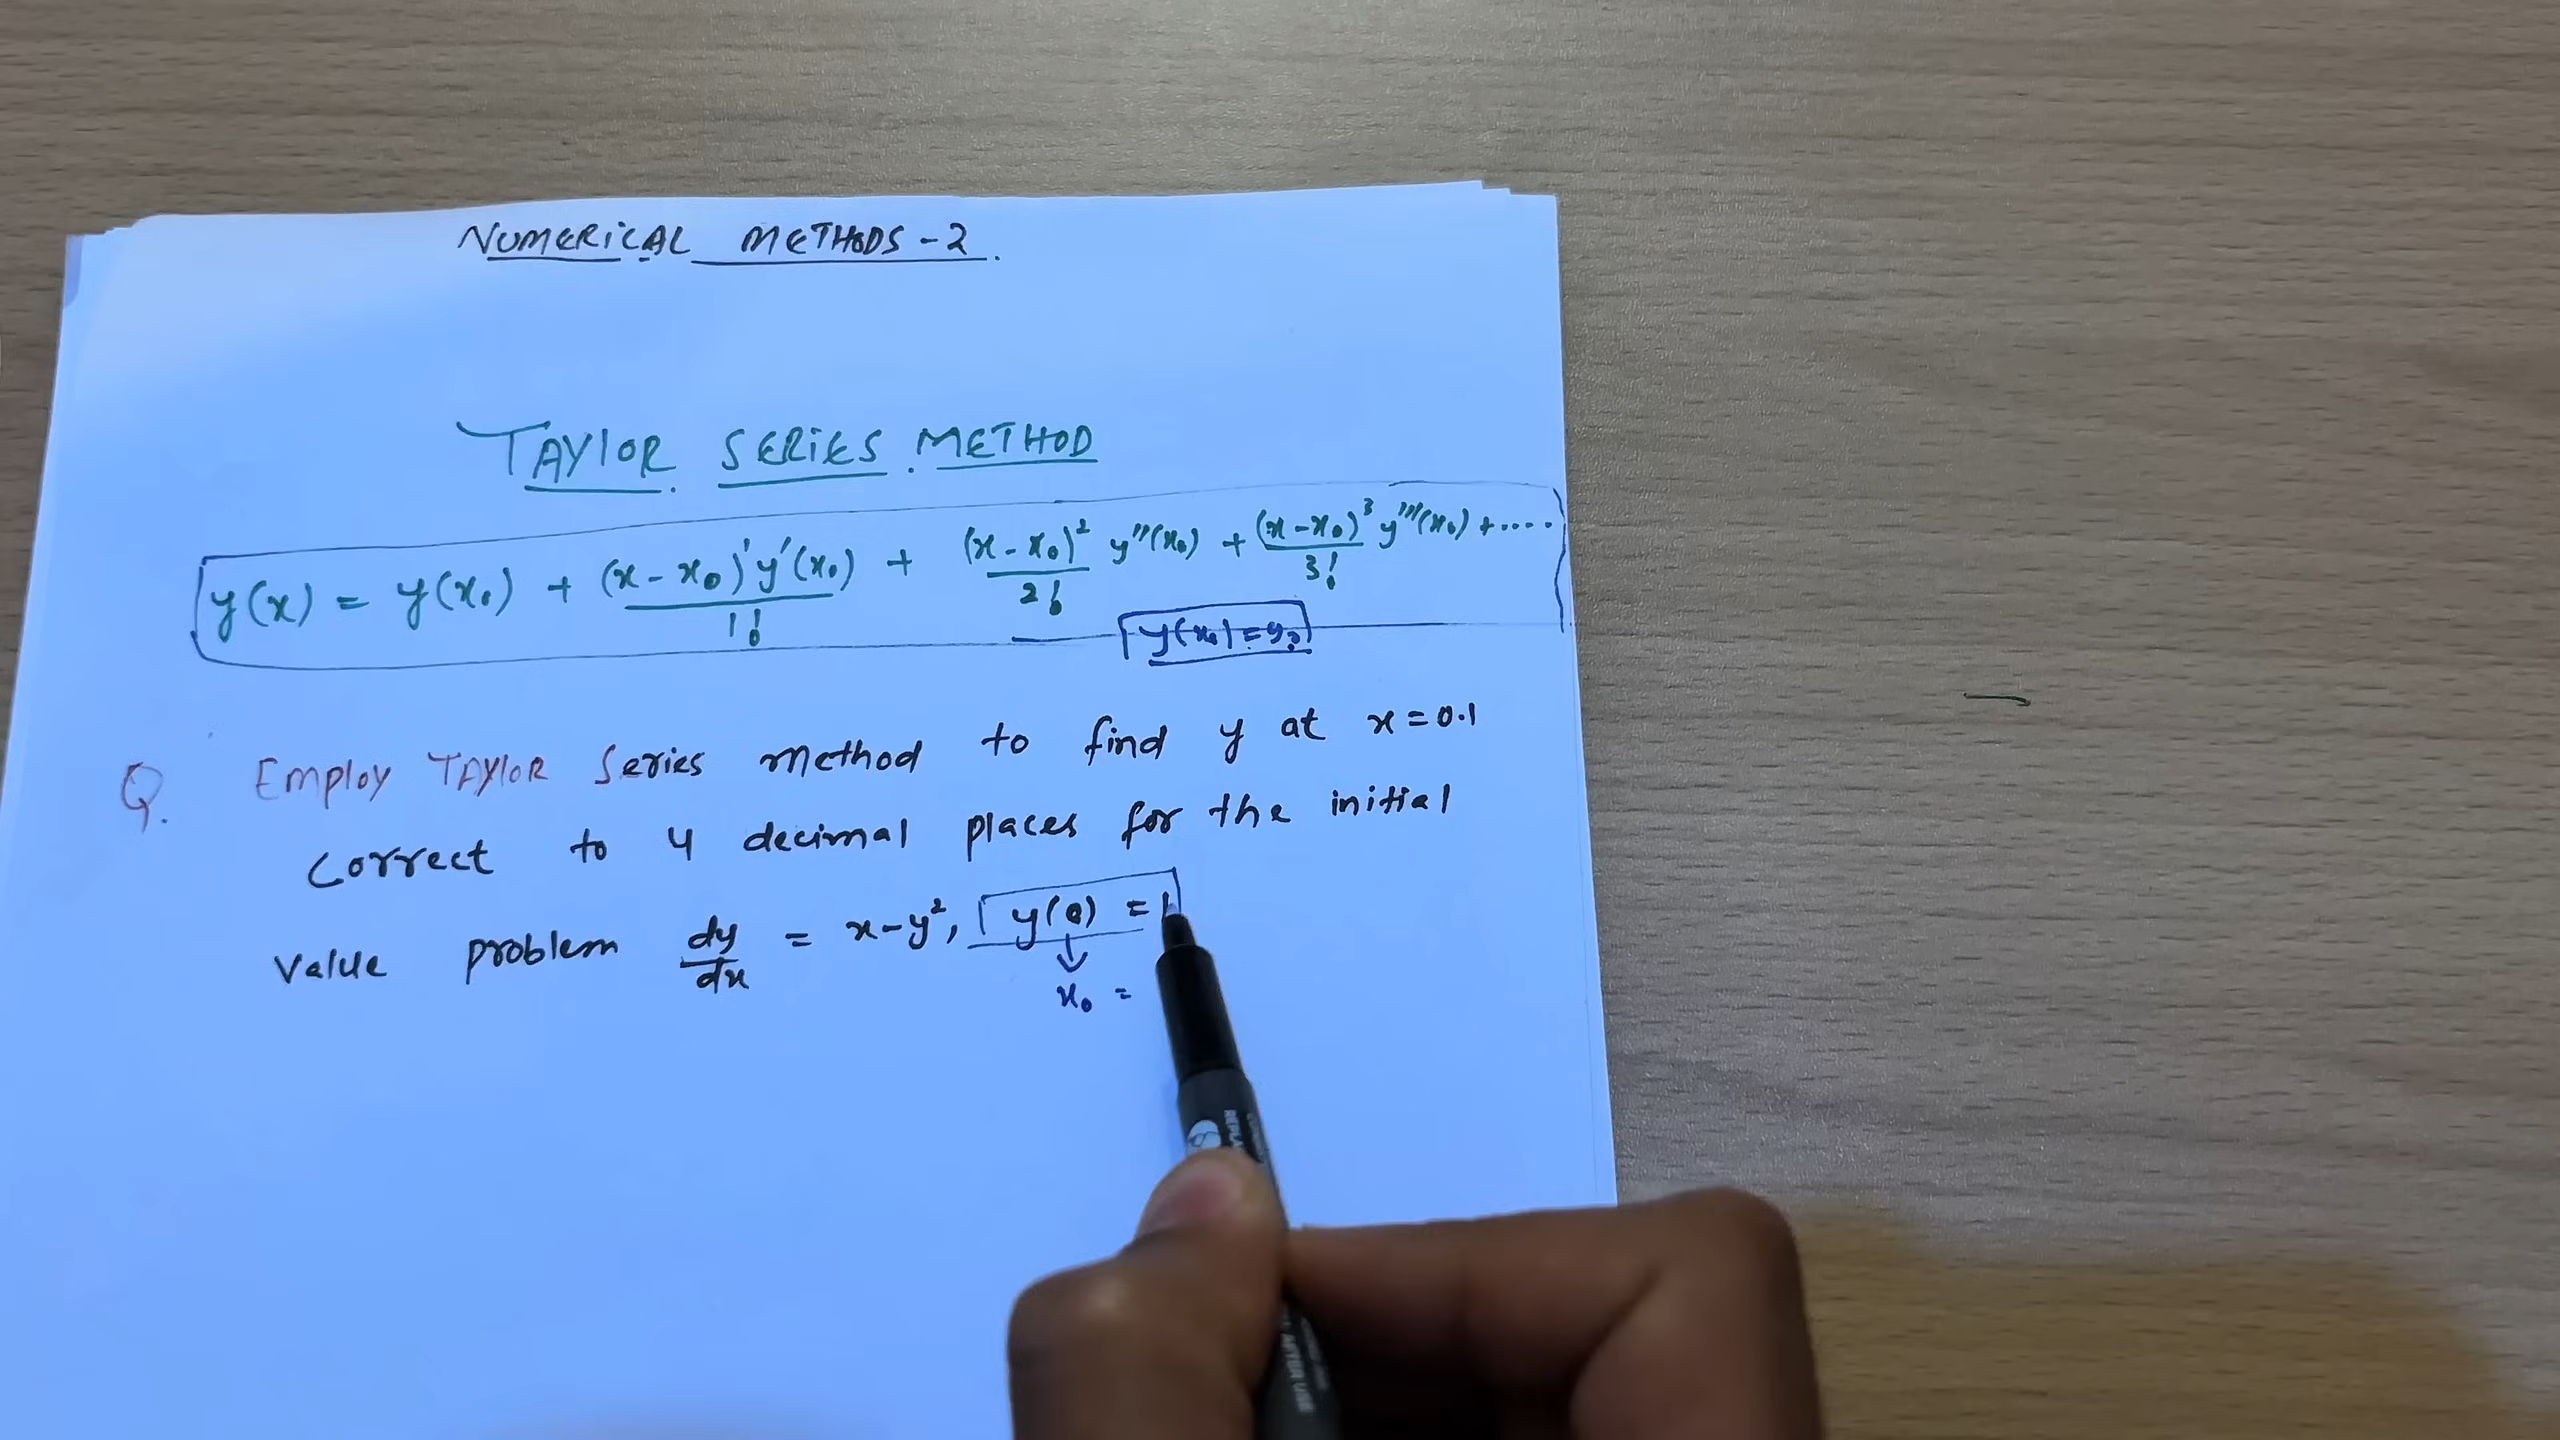 NUMERICAL METHODS - 2.
TAYLOR SERIES METHOD
y(x) = y(x₀) + (x - x₀)'y'(x₀)/1! + (x - x₀)²/2! y''(x₀) + (x - x₀)³/3! y'''(x₀) + ....
y(x₀) = y₀
Q. Employ TAYLOR Series method to find y at x = 0.1
Correct to 4 decimal places for the initial
Value problem dy/dx = x - y², y(0) = 1
x₀ =